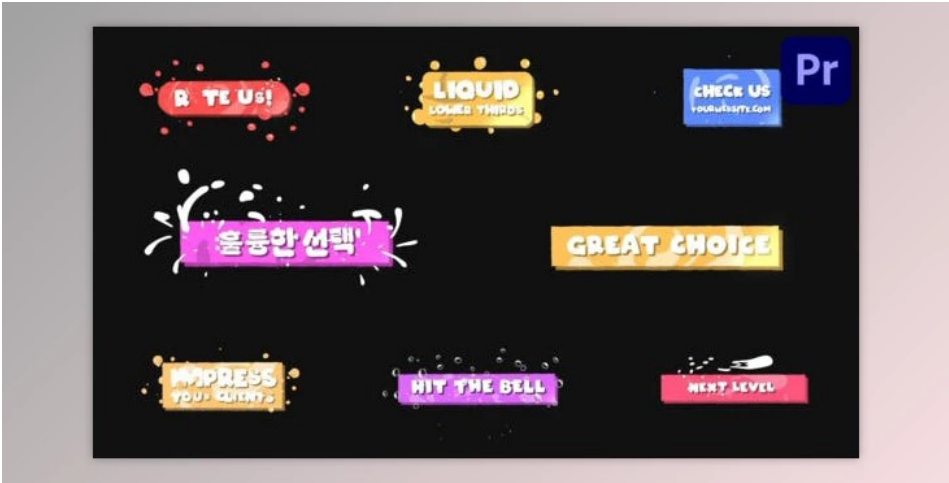 R TE US!
LIQUID
LOWER THIRDS
CHECK US
YOURWEBSITE.COM
Pr
훌륭한 선택
GREAT CHOICE
IMPRESS
YOUR CLIENTS
HIT THE BELL
NEXT LEVEL